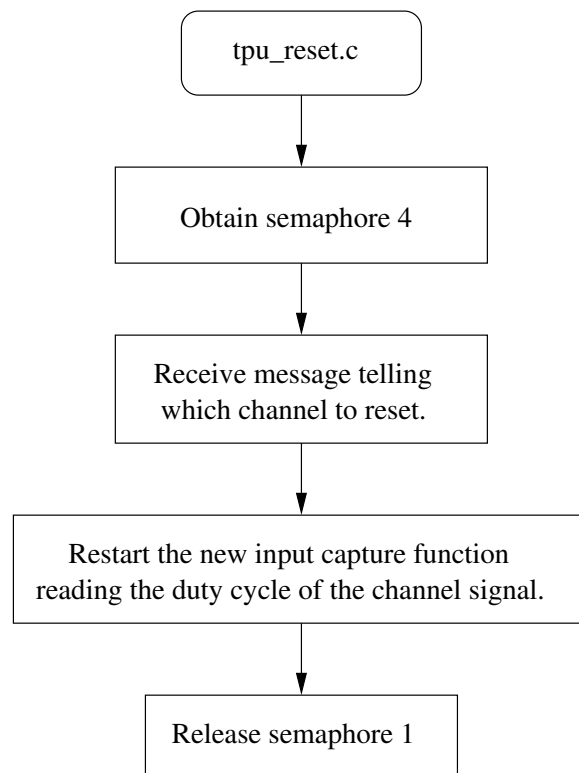 tpu_reset.c
Obtain semaphore 4
Receive message telling
which channel to reset.
Restart the new input capture function
reading the duty cycle of the channel signal.
Release semaphore 1